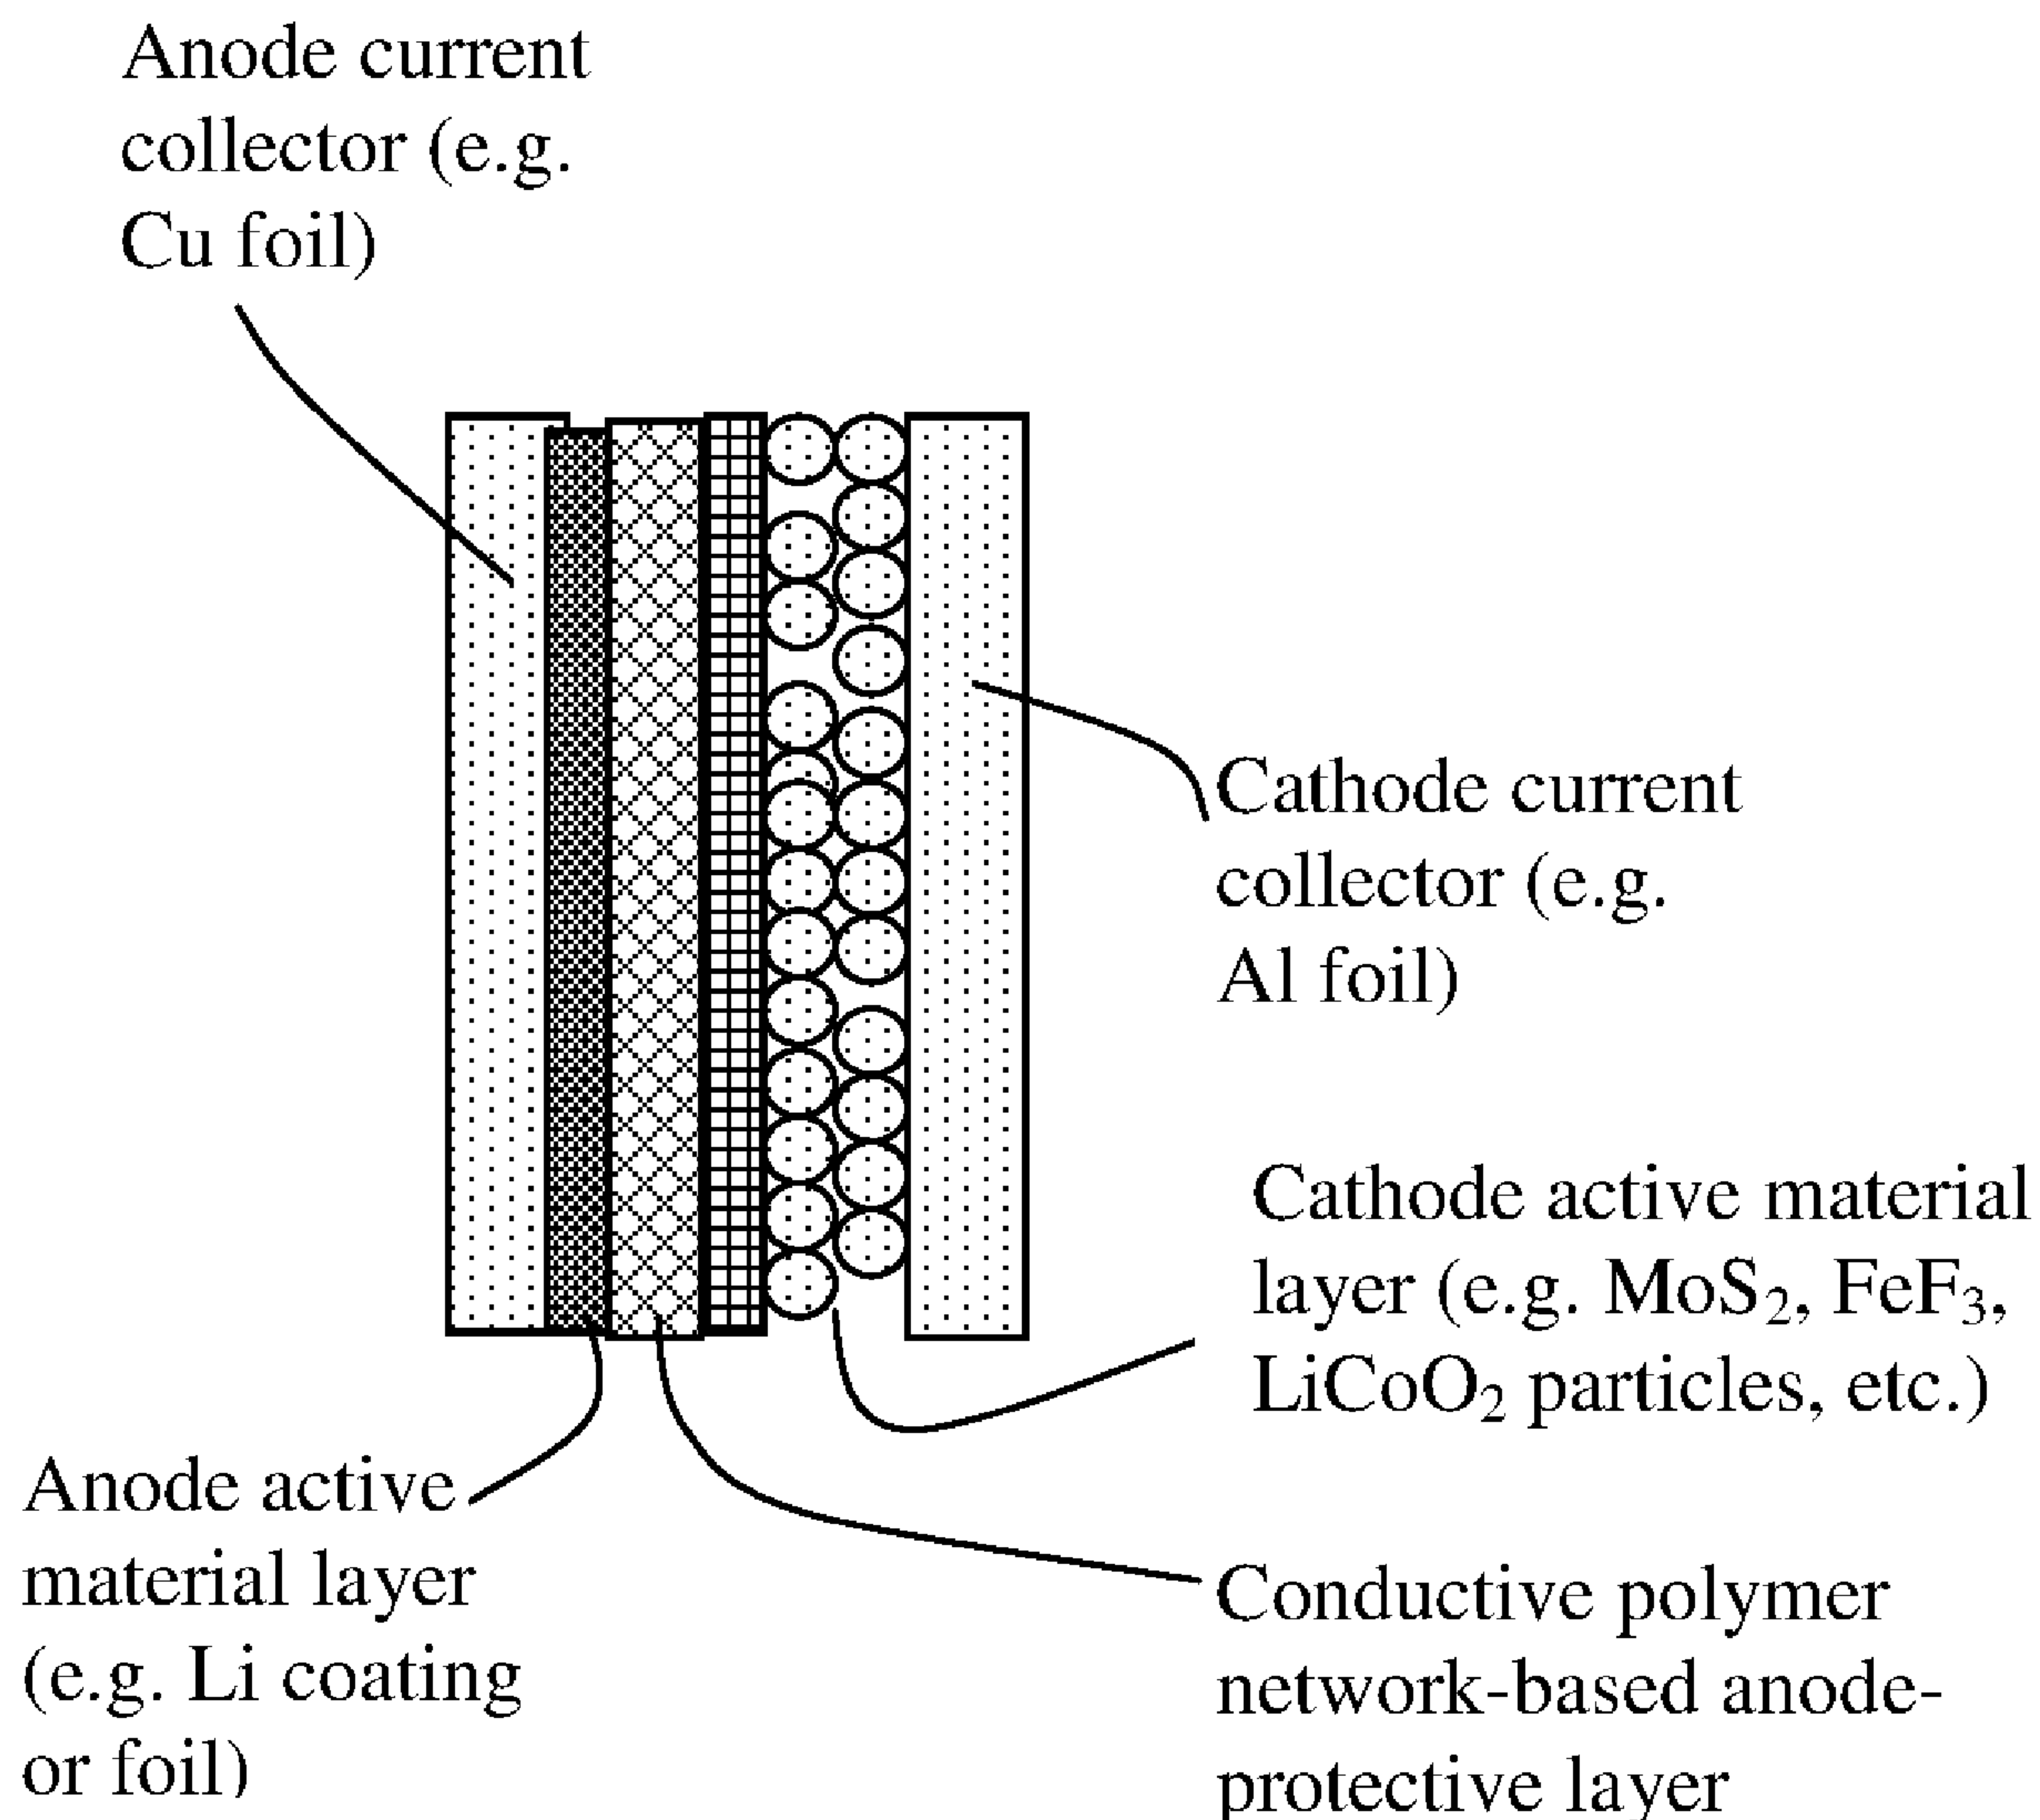 Anode current
collector (e.g.
Cu foil)
Cathode current
collector (e.g.
Al foil)
Cathode active material
layer (e.g. MoS₂, FeF₃,
LiCoO₂ particles, etc.)
Anode active
material layer
(e.g. Li coating
or foil)
Conductive polymer
network-based anode-
protective layer